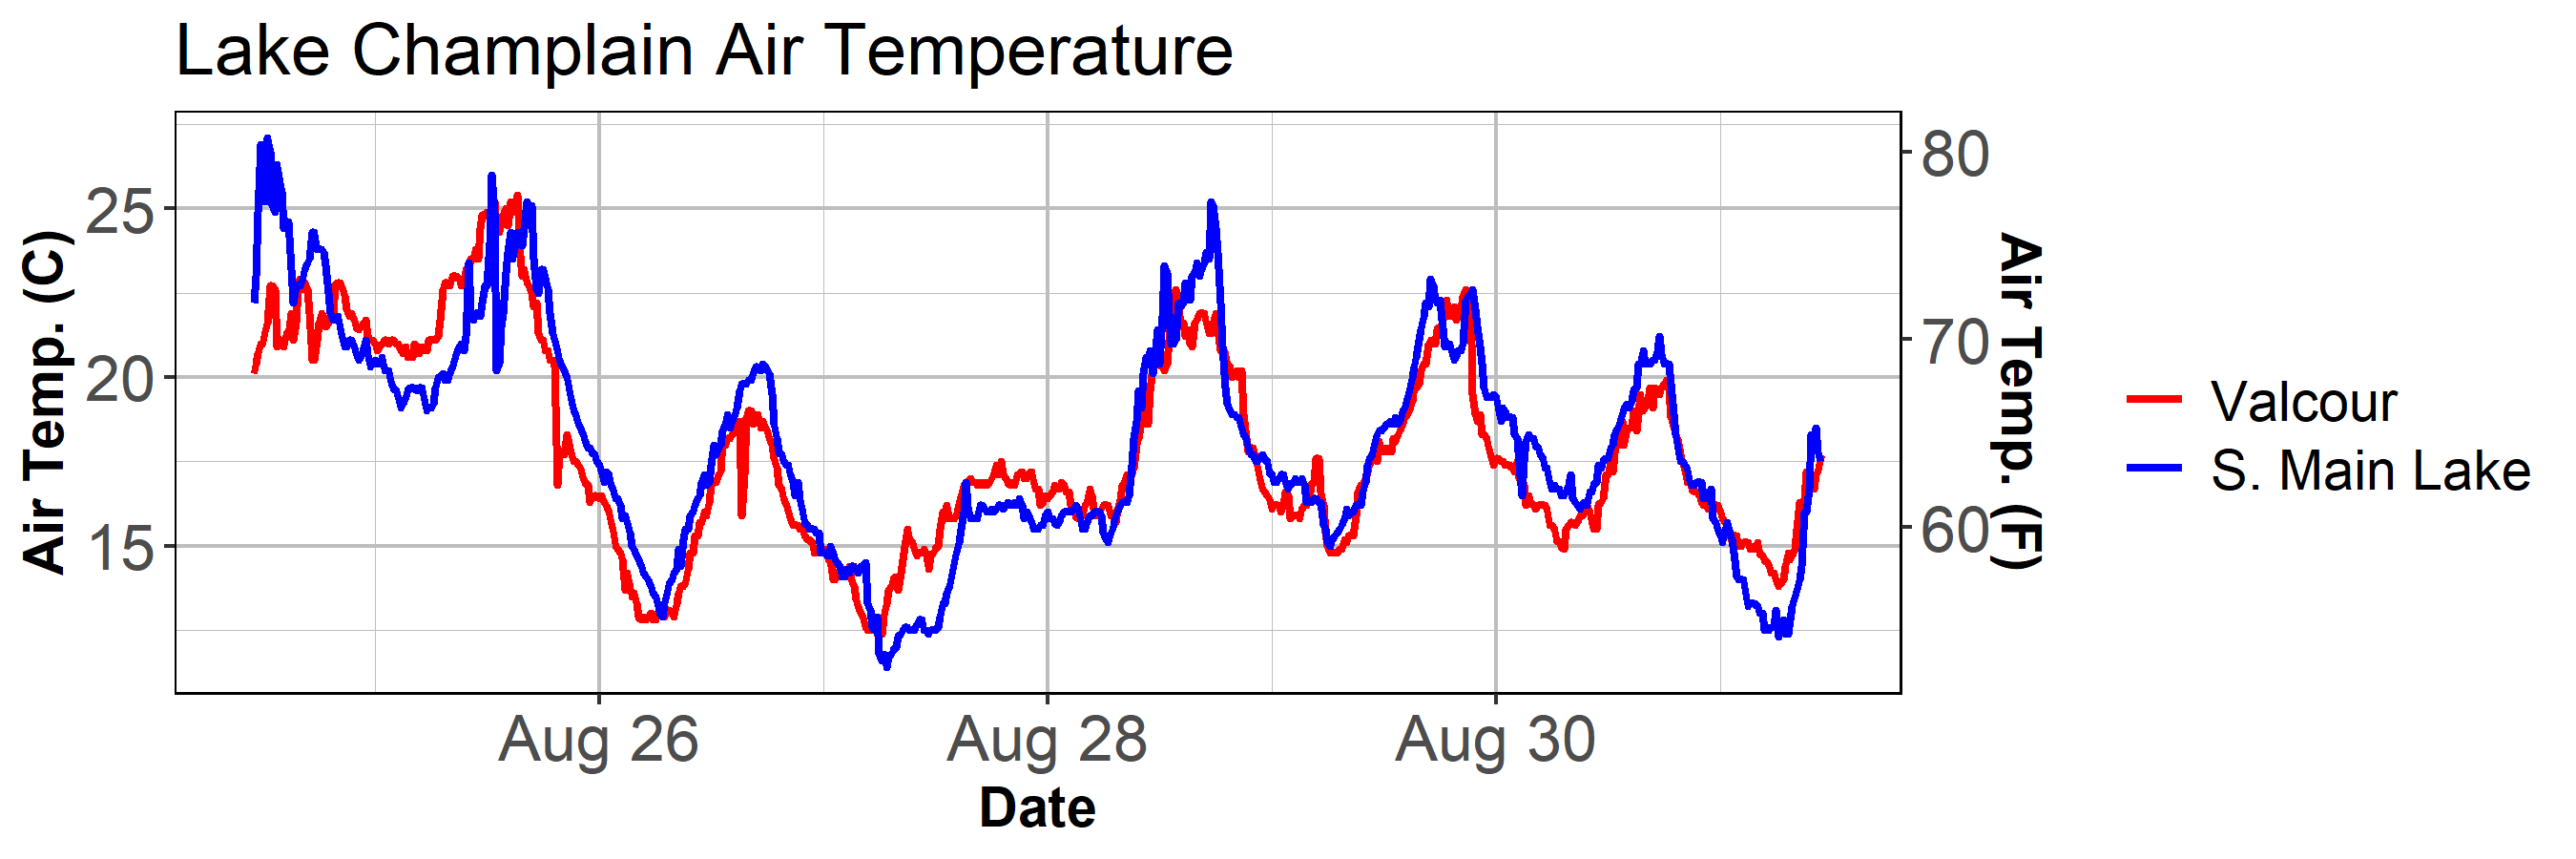 Lake Champlain Air Temperature
Air Temp. (C)
25
20
15
80
70
60
Air Temp. (F)
Valcour
S. Main Lake
Aug 26
Aug 28
Aug 30
Date